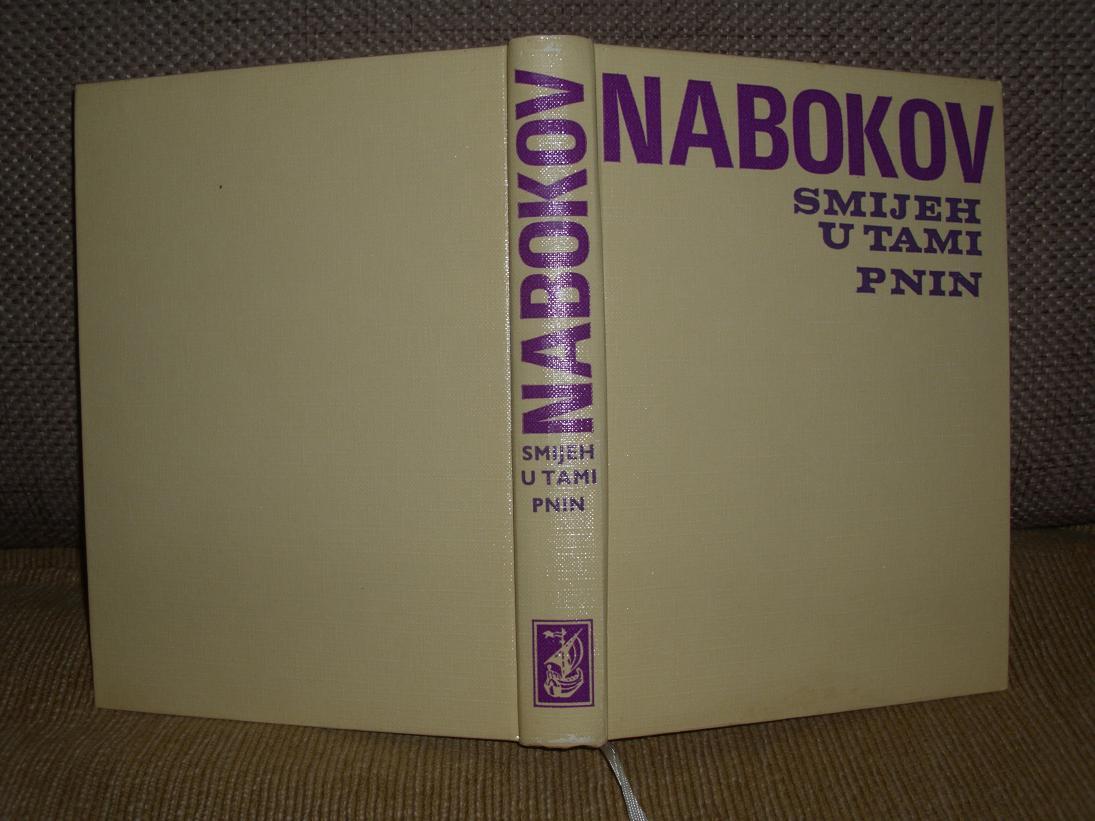 NABOKOV
SMIJEH
U TAMI
PNIN
NABOKOV
SMIJEH
U TAMI
PNIN